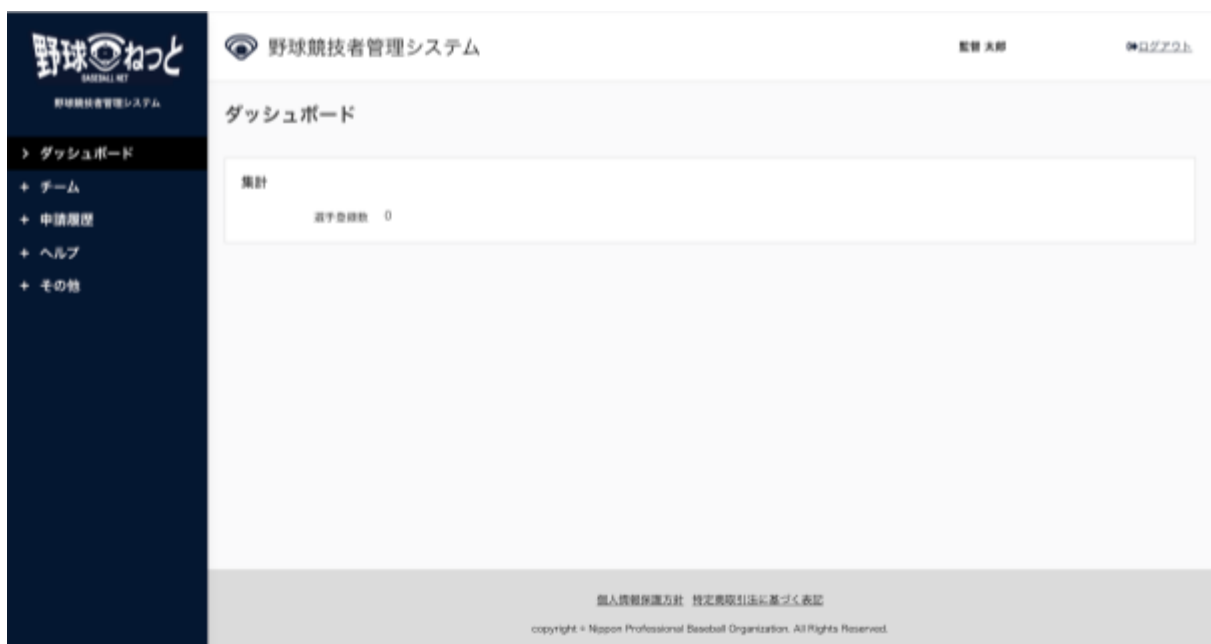 野球ねっと
BASEBALL NET
野球競技者管理システム
野球競技者管理システム
監督 太郎
ログアウト
ダッシュボード
> ダッシュボード
+ チーム
+ 申請履歴
+ ヘルプ
+ その他
集計
選手登録数 0
個人情報保護方針 特定商取引法に基づく表記
copyright © Nippon Professional Baseball Organization. All Rights Reserved.